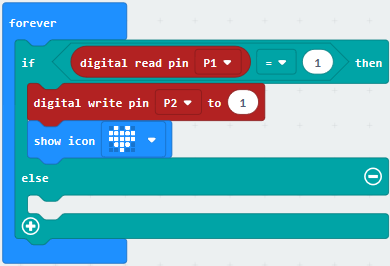 forever
if digital read pin P1 = 1 then
digital write pin P2 to 1
show icon
else